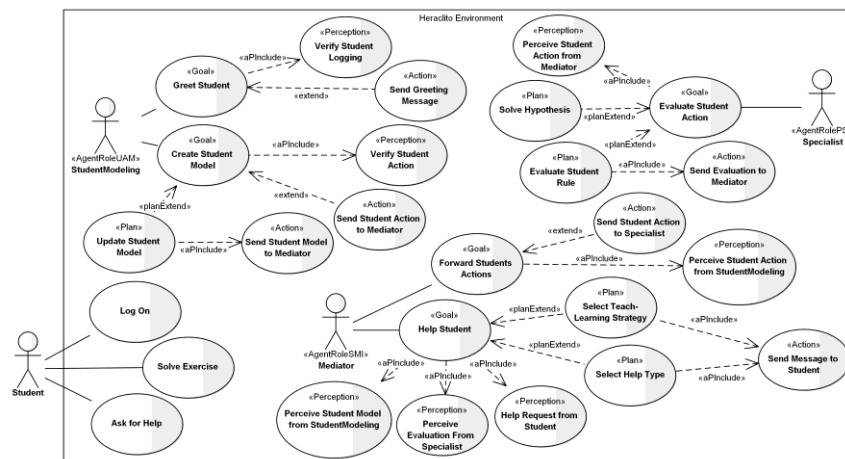 Heraclito Environment
«Perception»
Verify Student
Logging
«Goal»
Greet Student
«aPInclude»
«Action»
Send Greeting
Message
«extend»
«AgentRoleUAM»
StudentModeling
«Goal»
Create Student
Model
«aPInclude»
«Perception»
Verify Student
Action
«extend»
«Action»
Send Student Action
to Mediator
«planExtend»
«Plan»
Update Student
Model
«aPInclude»
«Action»
Send Student Model
to Mediator
«Perception»
Perceive Student
Action from
Mediator
«aPInclude»
«Goal»
Evaluate Student
Action
«Plan»
Solve Hypothesis
«planExtend»
«planExtend»
«Plan»
Evaluate Student
Rule
«aPInclude»
«Action»
Send Evaluation to
Mediator
«AgentRolePS»
Specialist
«Action»
Send Student Action
to Specialist
«extend»
«Goal»
Forward Students
Actions
«aPInclude»
«Perception»
Perceive Student Action
from StudentModeling
«Goal»
Help Student
«AgentRoleSMI»
Mediator
«planExtend»
«Plan»
Select Teach-
Learning Strategy
«aPInclude»
«planExtend»
«Plan»
Select Help Type
«aPInclude»
«Action»
Send Message to
Student
«aPInclude»
«aPInclude»
«aPInclude»
«Perception»
Perceive Student Model
from StudentModeling
«Perception»
Perceive
Evaluation From
Specialist
«Perception»
Help Request from
Student
Student
Log On
Solve Exercise
Ask for Help